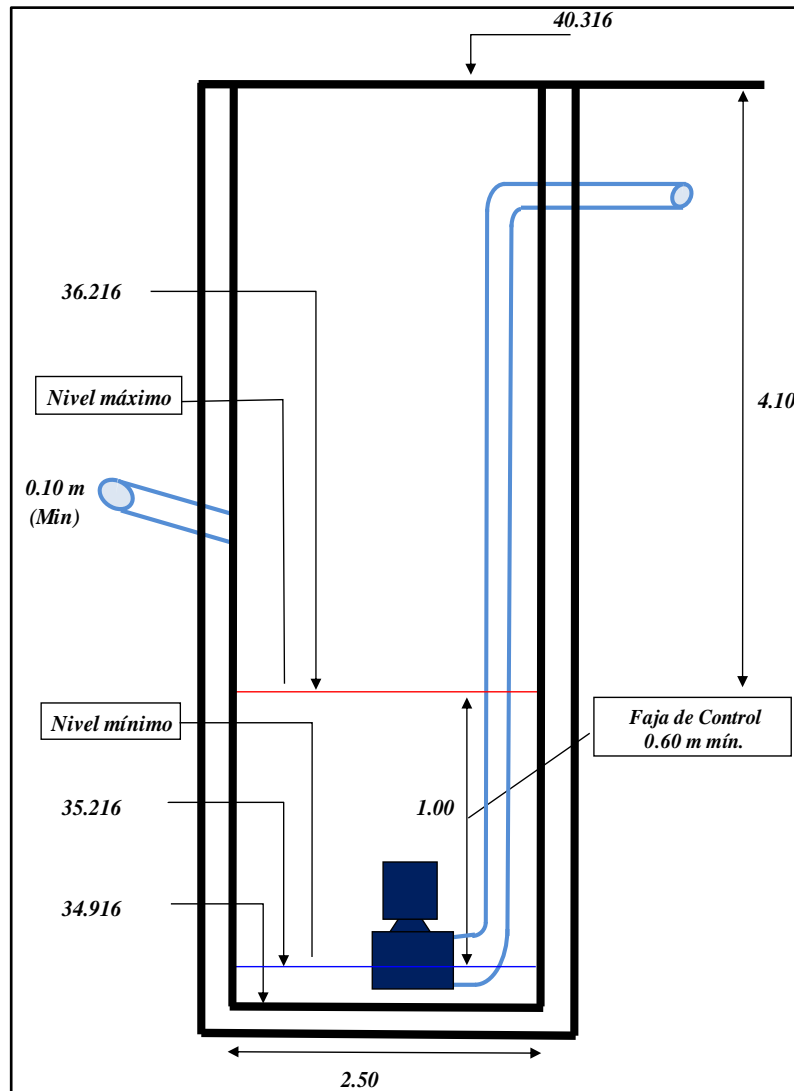 40.316
36.216
Nivel máximo
4.10
0.10 m
(Min)
Nivel mínimo
Faja de Control
0.60 m mín.
35.216
1.00
34.916
2.50